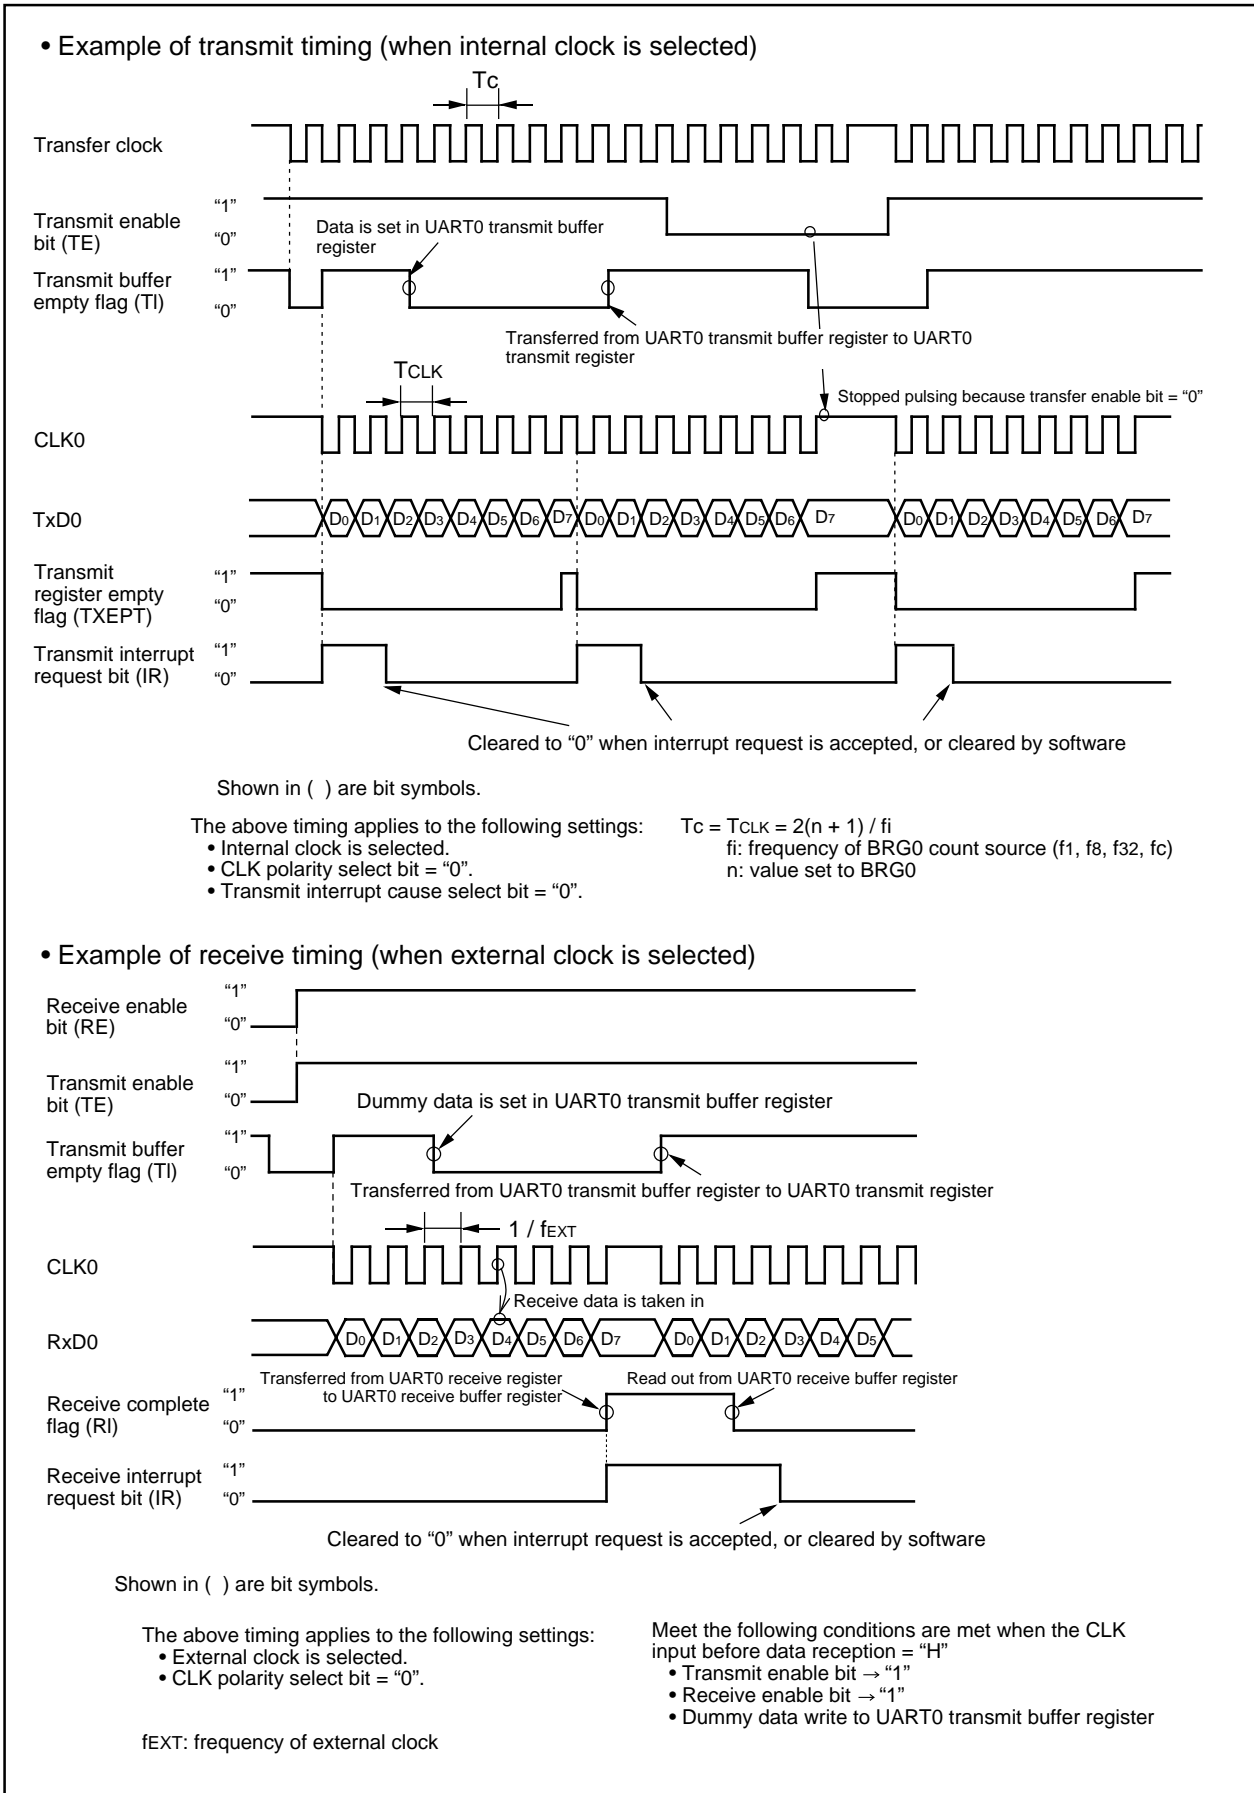 • Example of transmit timing (when internal clock is selected)
Tc
Transfer clock
Transmit enable
bit (TE)
“1”
“0”
Data is set in UART0 transmit buffer
register
Transmit buffer
empty flag (TI)
“1”
“0”
Transferred from UART0 transmit buffer register to UART0
transmit register
TCLK
Stopped pulsing because transfer enable bit = “0”
CLK0
TxD0
D0 D1 D2 D3 D4 D5 D6 D7 D0 D1 D2 D3 D4 D5 D6 D7 D0 D1 D2 D3 D4 D5 D6 D7
Transmit
register empty
flag (TXEPT)
“1”
“0”
Transmit interrupt
request bit (IR)
“1”
“0”
Cleared to “0” when interrupt request is accepted, or cleared by software
Shown in ( ) are bit symbols.
The above timing applies to the following settings:
• Internal clock is selected.
• CLK polarity select bit = “0”.
• Transmit interrupt cause select bit = “0”.
Tc = TCLK = 2(n + 1) / fi
fi: frequency of BRG0 count source (f1, f8, f32, fc)
n: value set to BRG0
• Example of receive timing (when external clock is selected)
Receive enable
bit (RE)
“1”
“0”
Transmit enable
bit (TE)
“1”
“0”
Dummy data is set in UART0 transmit buffer register
Transmit buffer
empty flag (TI)
“1”
“0”
Transferred from UART0 transmit buffer register to UART0 transmit register
1 / fEXT
CLK0
Receive data is taken in
RxD0
D0 D1 D2 D3 D4 D5 D6 D7 D0 D1 D2 D3 D4 D5
Transferred from UART0 receive register
to UART0 receive buffer register
Read out from UART0 receive buffer register
Receive complete
flag (RI)
“1”
“0”
Receive interrupt
request bit (IR)
“1”
“0”
Cleared to “0” when interrupt request is accepted, or cleared by software
Shown in ( ) are bit symbols.
The above timing applies to the following settings:
• External clock is selected.
• CLK polarity select bit = “0”.
fEXT: frequency of external clock
Meet the following conditions are met when the CLK
input before data reception = “H”
• Transmit enable bit → “1”
• Receive enable bit → “1”
• Dummy data write to UART0 transmit buffer register